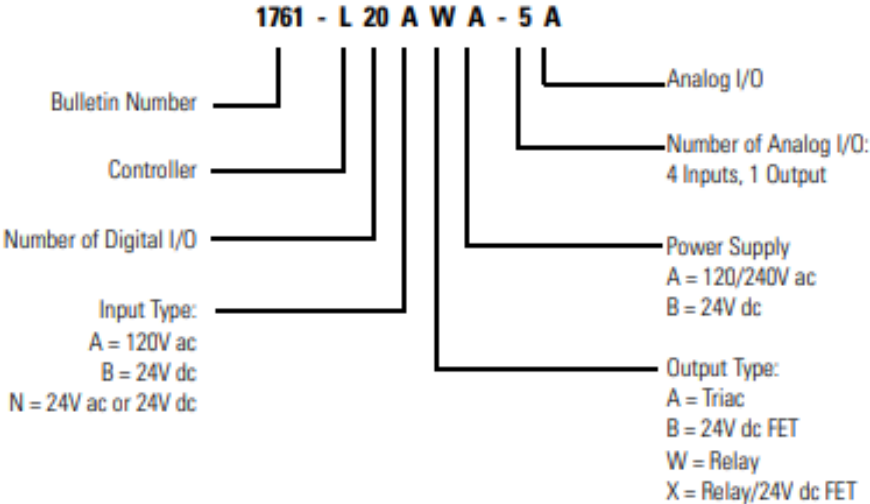 1761 - L 20 A W A - 5 A
Bulletin Number
Controller
Number of Digital I/O
Input Type:
A = 120V ac
B = 24V dc
N = 24V ac or 24V dc
Analog I/O
Number of Analog I/O:
4 Inputs, 1 Output
Power Supply
A = 120/240V ac
B = 24V dc
Output Type:
A = Triac
B = 24V dc FET
W = Relay
X = Relay/24V dc FET